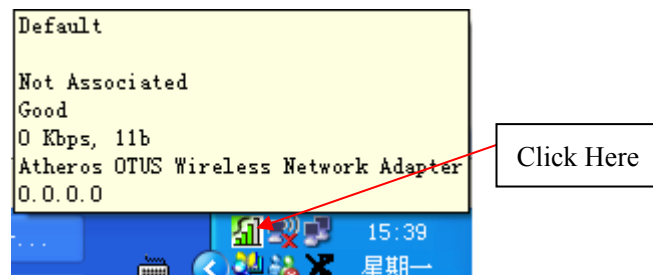 Default
Not Associated
Good
0 Kbps, 11b
Atheros OTUS Wireless Network Adapter
0.0.0.0
Click Here
...
15:39
星期一